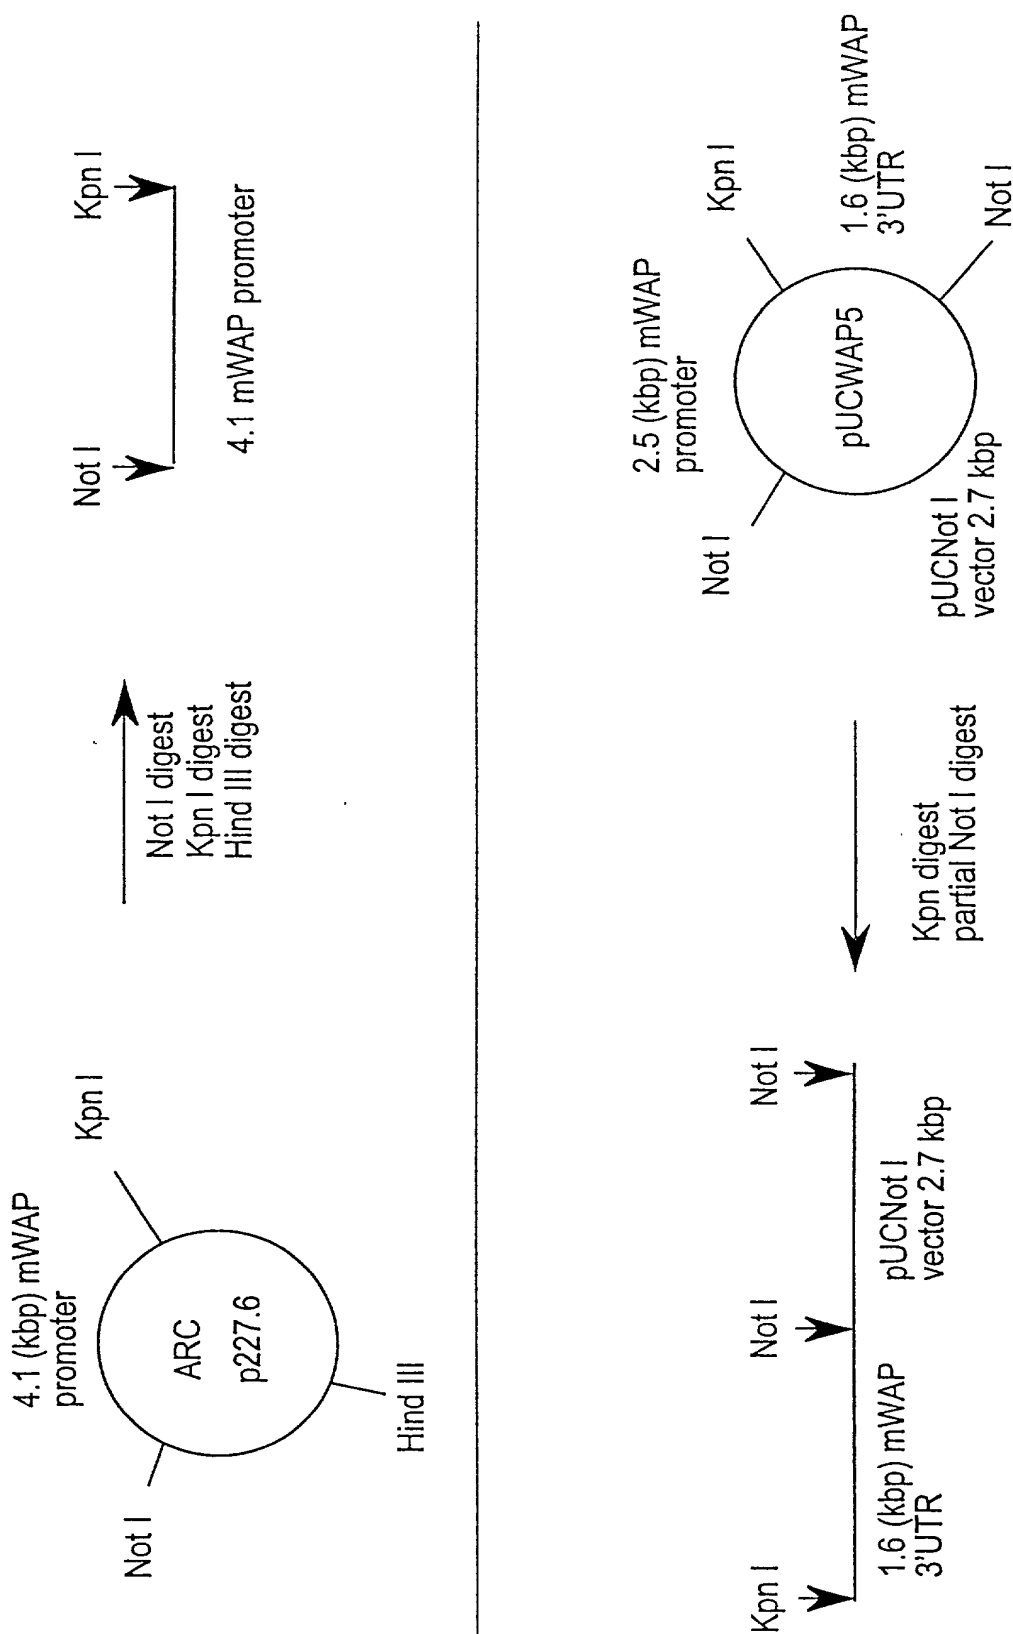 4.1 (kbp) mWAP
promoter
Not I
Kpn I
ARC
p227.6
Hind III
Not I digest
Kpn I digest
Hind III digest
Not I
Kpn I
4.1 mWAP promoter
Kpn I
Not I
Not I
1.6 (kbp) mWAP
3'UTR
pUCNot I
vector 2.7 kbp
Kpn digest
partial Not I digest
2.5 (kbp) mWAP
promoter
Not I
Kpn I
pUCWAP5
1.6 (kbp) mWAP
3'UTR
pUCNot I
vector 2.7 kbp
Not I